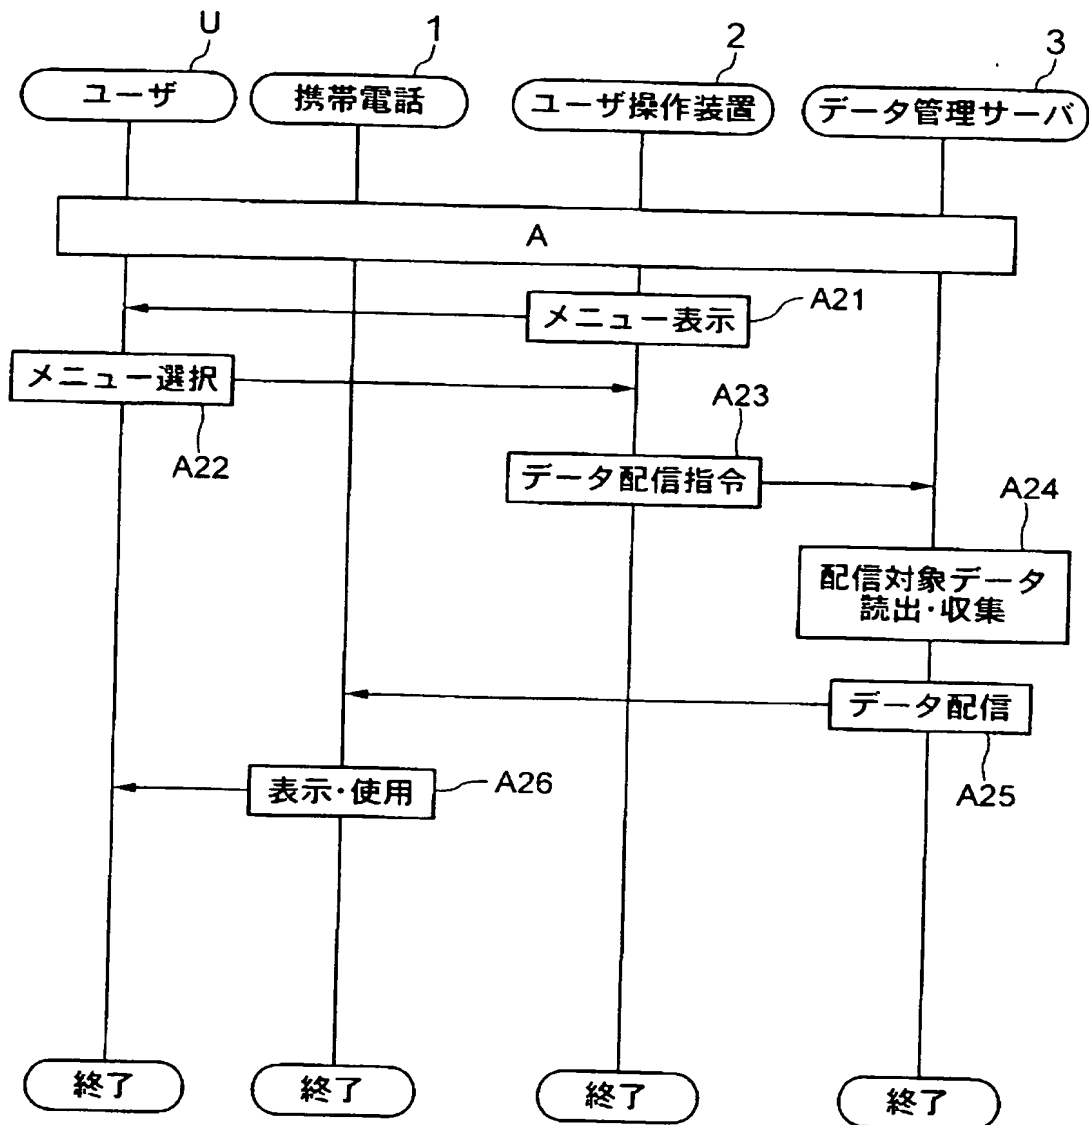 U
1
2
3
ユーザ
携帯電話
ユーザ操作装置
データ管理サーバ
A
メニュー表示
A21
メニュー選択
A22
A23
データ配信指令
A24
配信対象データ
読出・収集
データ配信
A25
表示・使用
A26
終了
終了
終了
終了